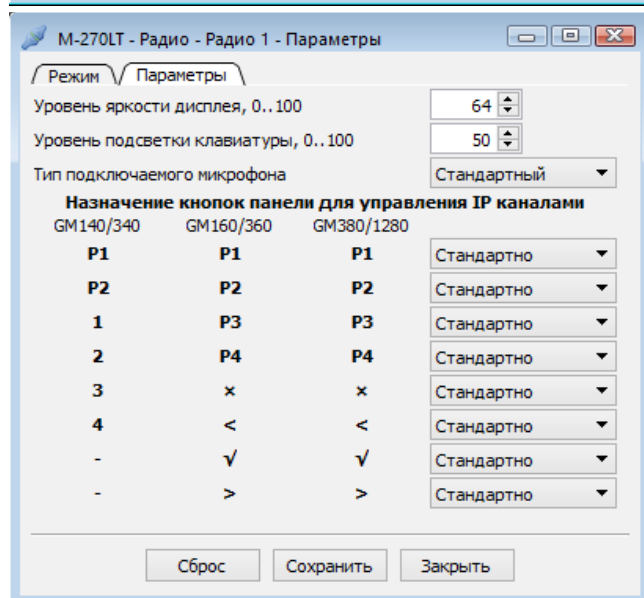 M-270LT - Радио - Радио 1 - Параметры
Режим Параметры
Уровень яркости дисплея, 0..100 64
Уровень подсветки клавиатуры, 0..100 50
Тип подключаемого микрофона Стандартный
Назначение кнопок панели для управления IP каналами
GM140/340 GM160/360 GM380/1280
P1 P1 P1 Стандартно
P2 P2 P2 Стандартно
1 P3 P3 Стандартно
2 P4 P4 Стандартно
3 × × Стандартно
4 < < Стандартно
- √ √ Стандартно
- > > Стандартно
Сброс Сохранить Закрыть